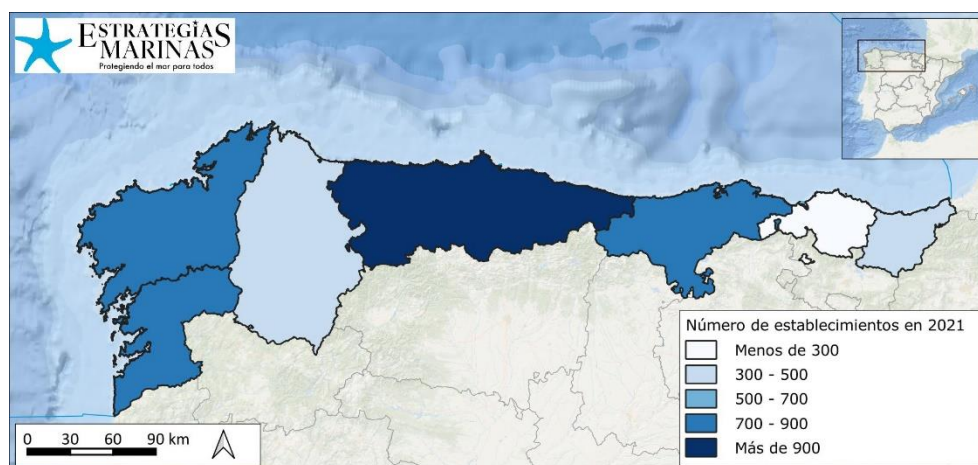 ESTRATEGIAS
MARINAS
Protegiendo el mar para todos
Número de establecimientos en 2021
Menos de 300
300 - 500
500 - 700
700 - 900
Más de 900
0 30 60 90 km